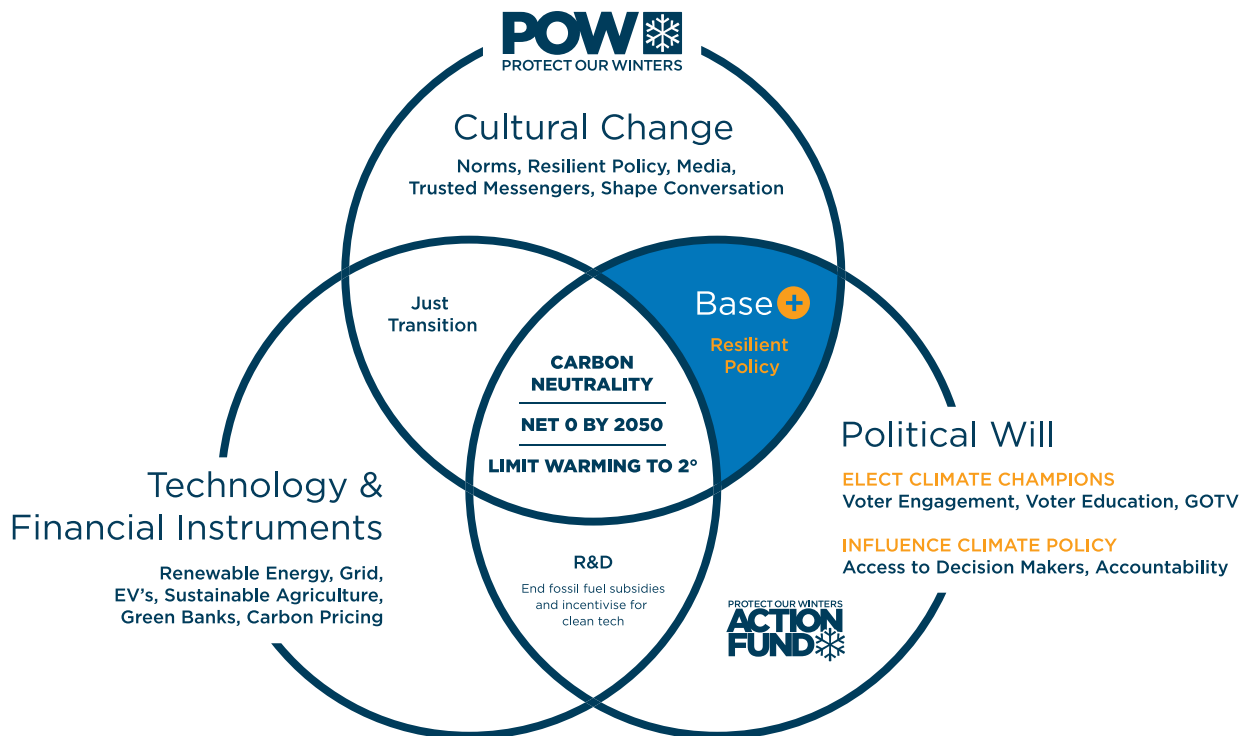 POW
PROTECT OUR WINTERS
Cultural Change
Norms, Resilient Policy, Media,
Trusted Messengers, Shape Conversation
Just
Transition
Base +
Resilient
Policy
CARBON
NEUTRALITY
NET 0 BY 2050
LIMIT WARMING TO 2°
Technology &
Financial Instruments
Renewable Energy, Grid,
EV's, Sustainable Agriculture,
Green Banks, Carbon Pricing
Political Will
ELECT CLIMATE CHAMPIONS
Voter Engagement, Voter Education, GOTV
INFLUENCE CLIMATE POLICY
Access to Decision Makers, Accountability
R&D
End fossil fuel subsidies
and incentivise for
clean tech
PROTECT OUR WINTERS
ACTION
FUND